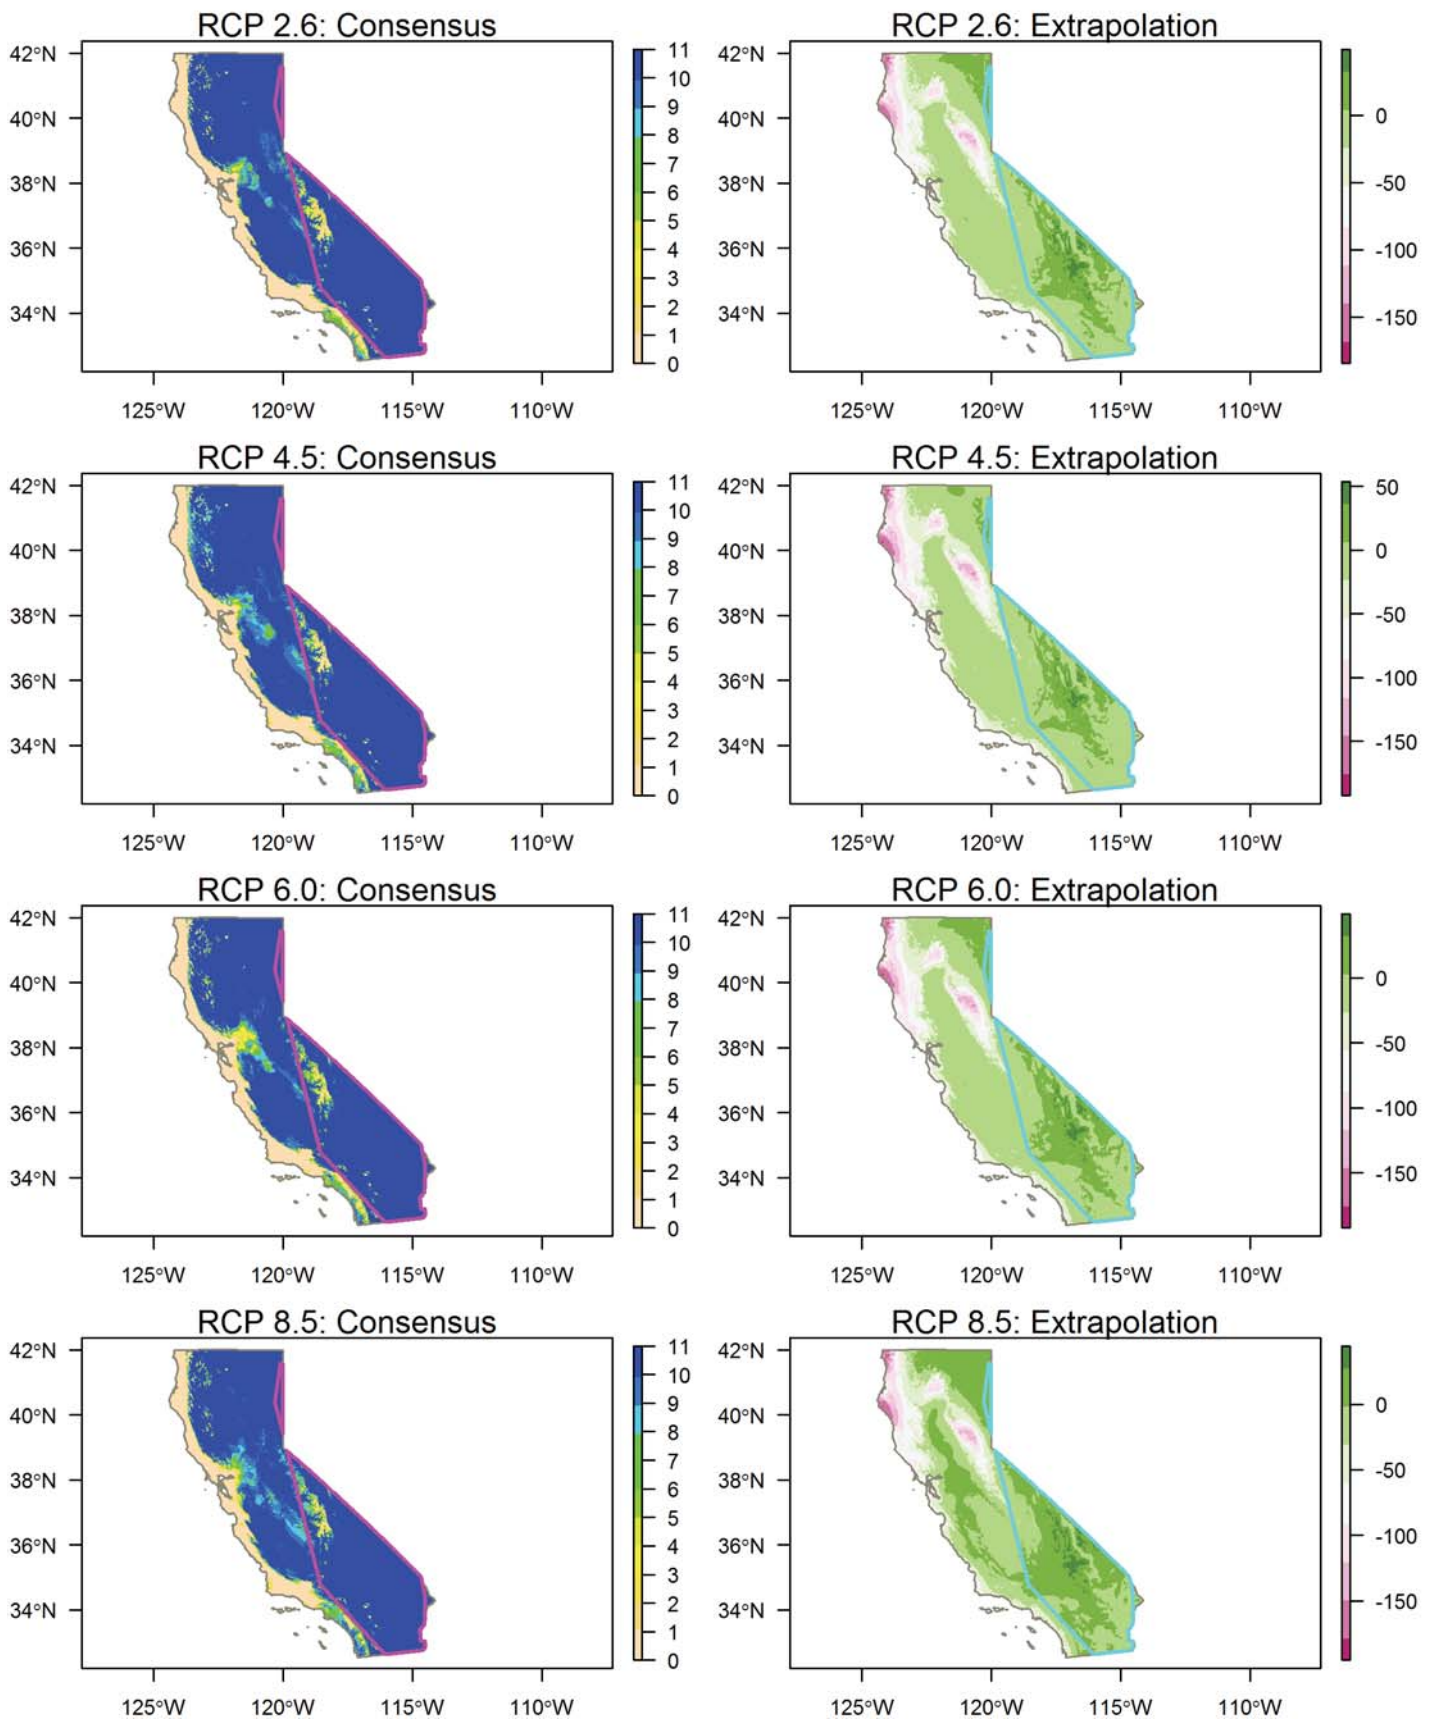 RCP 2.6: Consensus
42°N
40°N
38°N
36°N
34°N
125°W 120°W 115°W 110°W
11
10
9
8
7
6
5
4
3
2
1
0
RCP 2.6: Extrapolation
42°N
40°N
38°N
36°N
34°N
125°W 120°W 115°W 110°W
0
-50
-100
-150
RCP 4.5: Consensus
42°N
40°N
38°N
36°N
34°N
125°W 120°W 115°W 110°W
11
10
9
8
7
6
5
4
3
2
1
0
RCP 4.5: Extrapolation
42°N
40°N
38°N
36°N
34°N
125°W 120°W 115°W 110°W
50
0
-50
-100
-150
RCP 6.0: Consensus
42°N
40°N
38°N
36°N
34°N
125°W 120°W 115°W 110°W
11
10
9
8
7
6
5
4
3
2
1
0
RCP 6.0: Extrapolation
42°N
40°N
38°N
36°N
34°N
125°W 120°W 115°W 110°W
0
-50
-100
-150
RCP 8.5: Consensus
42°N
40°N
38°N
36°N
34°N
125°W 120°W 115°W 110°W
11
10
9
8
7
6
5
4
3
2
1
0
RCP 8.5: Extrapolation
42°N
40°N
38°N
36°N
34°N
125°W 120°W 115°W 110°W
0
-50
-100
-150